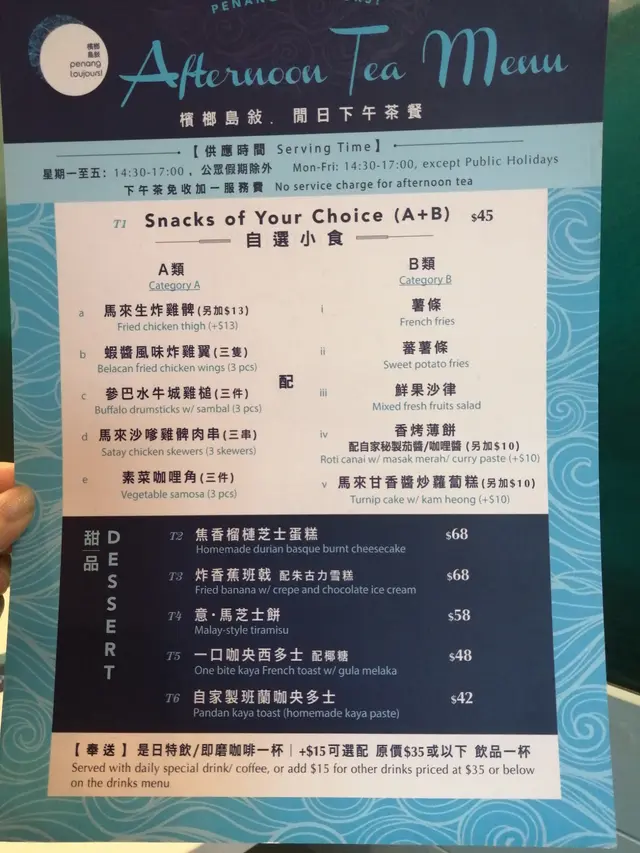 檳榔
島敍
penang
toujours!
PENANG
Afternoon Tea Menu
檳榔島敍．閒日下午茶餐
【供應時間 Serving Time】
星期一至五：14:30-17:00，公眾假期除外 Mon-Fri: 14:30-17:00, except Public Holidays
下午茶免收加一服務費 No service charge for afternoon tea
T1 Snacks of Your Choice (A+B) $45
自選小食
A類
Category A
a 馬來生炸雞髀(另加$13)
Fried chicken thigh (+$13)
b 蝦醬風味炸雞翼(三隻)
Belacan fried chicken wings (3 pcs)
c 參巴水牛城雞槌(三件)
Buffalo drumsticks w/ sambal (3 pcs)
d 馬來沙嗲雞髀肉串(三串)
Satay chicken skewers (3 skewers)
e 素菜咖喱角(三件)
Vegetable samosa (3 pcs)
配
B類
Category B
i 薯條
French fries
ii 蕃薯條
Sweet potato fries
iii 鮮果沙律
Mixed fresh fruits salad
iv 香烤薄餅
配自家秘製茄醬/咖喱醬 (另加$10)
Roti canai w/ masak merah/ curry paste (+$10)
v 馬來甘香醬炒蘿蔔糕(另加$10)
Turnip cake w/ kam heong (+$10)
甜品
DESSERT
T2 焦香榴槤芝士蛋糕 $68
Homemade durian basque burnt cheesecake
T3 炸香蕉班戟 配朱古力雪糕 $68
Fried banana w/ crepe and chocolate ice cream
T4 意·馬芝士餅 $58
Malay-style tiramisu
T5 一口咖央西多士 配椰糖 $48
One bite kaya French toast w/ gula melaka
T6 自家製班蘭咖央多士 $42
Pandan kaya toast (homemade kaya paste)
【奉送】是日特飲/即磨咖啡一杯｜+$15可選配 原價$35或以下 飲品一杯
Served with daily special drink/ coffee, or add $15 for other drinks priced at $35 or below
on the drinks menu